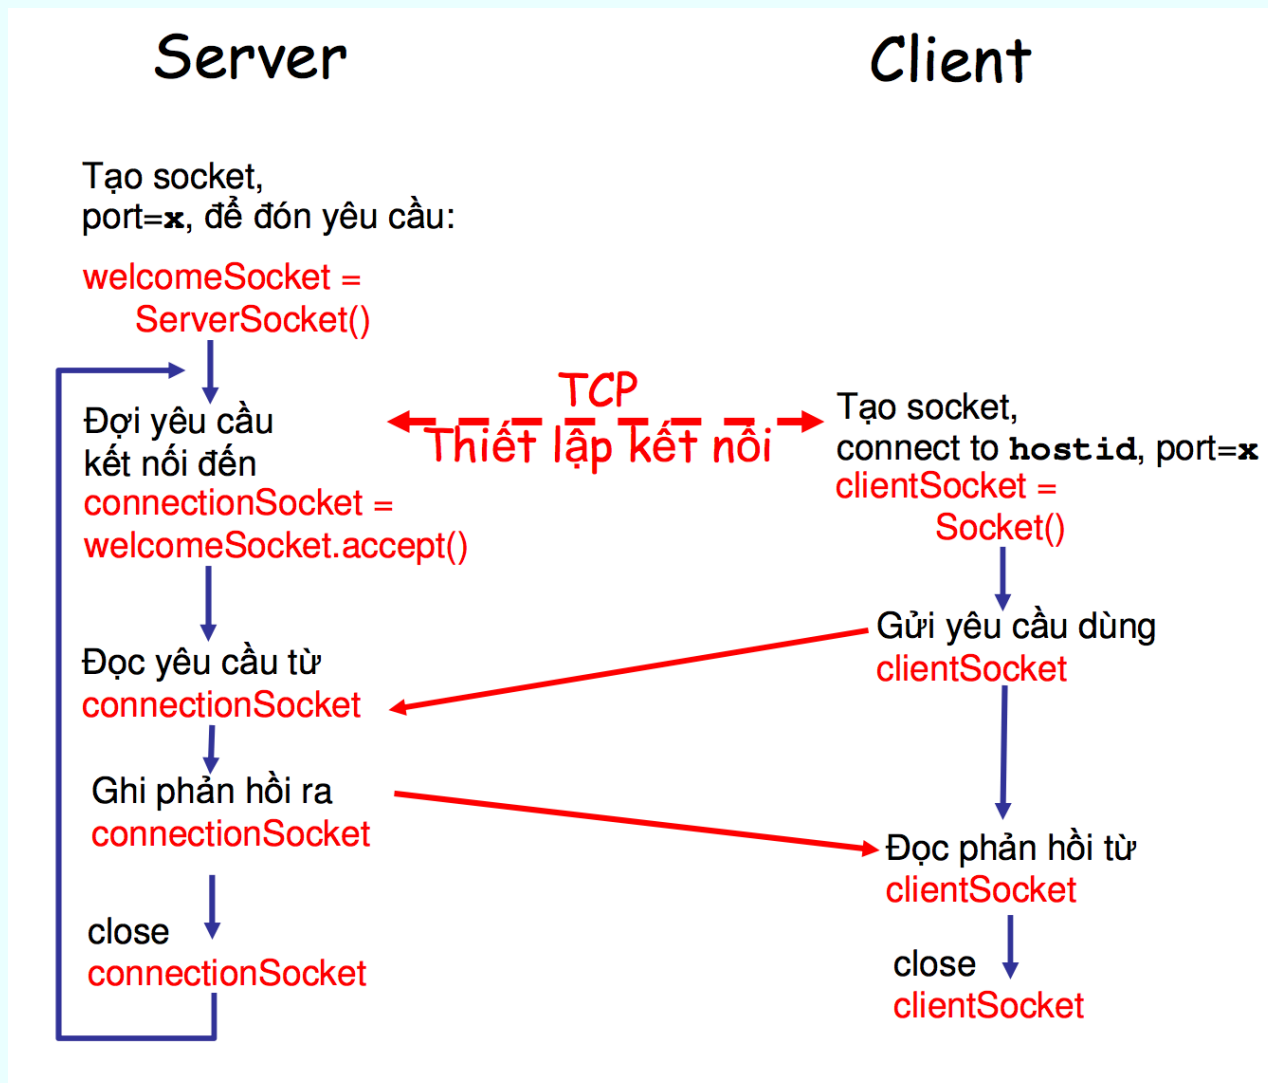 Server
Client
Tạo socket,
port=x, để đón yêu cầu:
welcomeSocket =
ServerSocket()
Đợi yêu cầu
kết nối đến
connectionSocket =
welcomeSocket.accept()
TCP
Thiết lập kết nối
Tạo socket,
connect to hostid, port=x
clientSocket =
Socket()
Gửi yêu cầu dùng
clientSocket
Đọc yêu cầu từ
connectionSocket
Ghi phản hồi ra
connectionSocket
Đọc phản hồi từ
clientSocket
close
connectionSocket
close
clientSocket